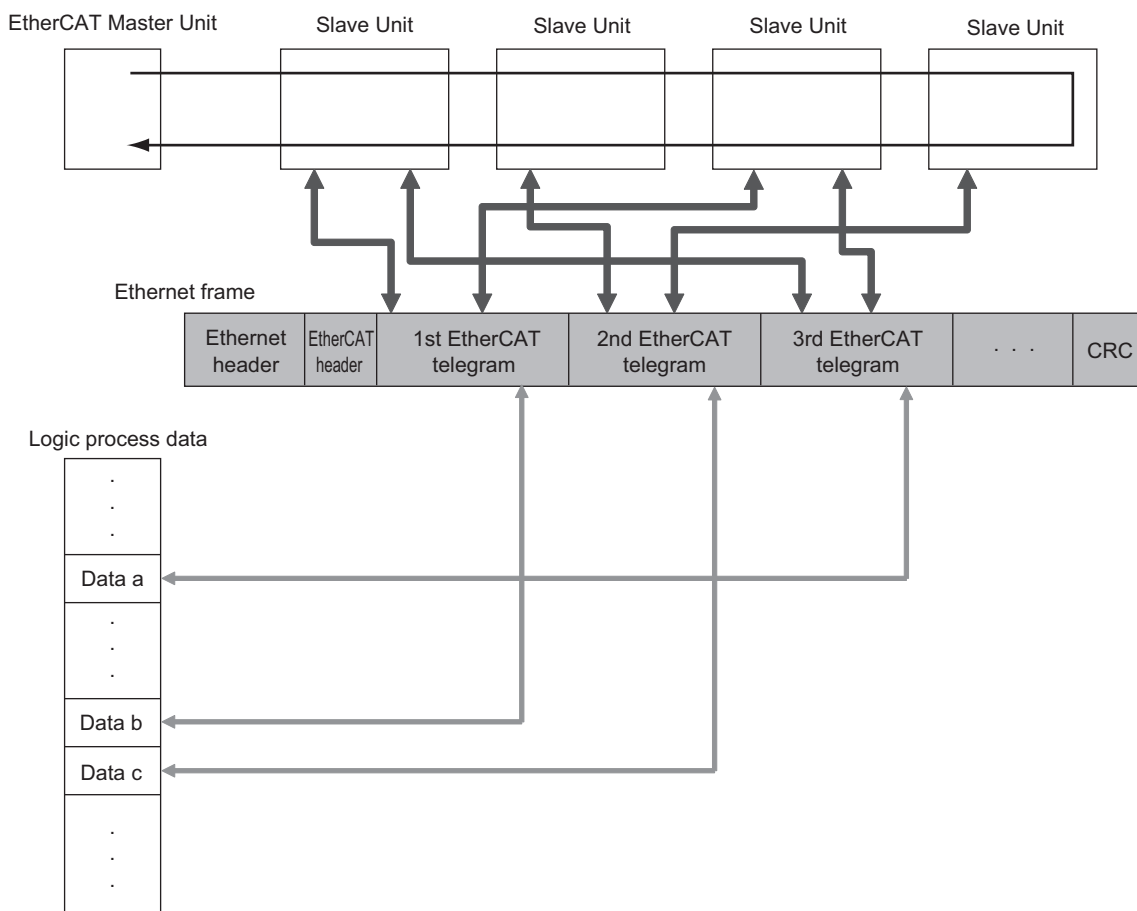 EtherCAT Master Unit
Slave Unit
Slave Unit
Slave Unit
Slave Unit
Ethernet frame
Ethernet
header
EtherCAT
header
1st EtherCAT
telegram
2nd EtherCAT
telegram
3rd EtherCAT
telegram
· · ·
CRC
Logic process data
·
·
·
Data a
·
·
·
Data b
Data c
·
·
·